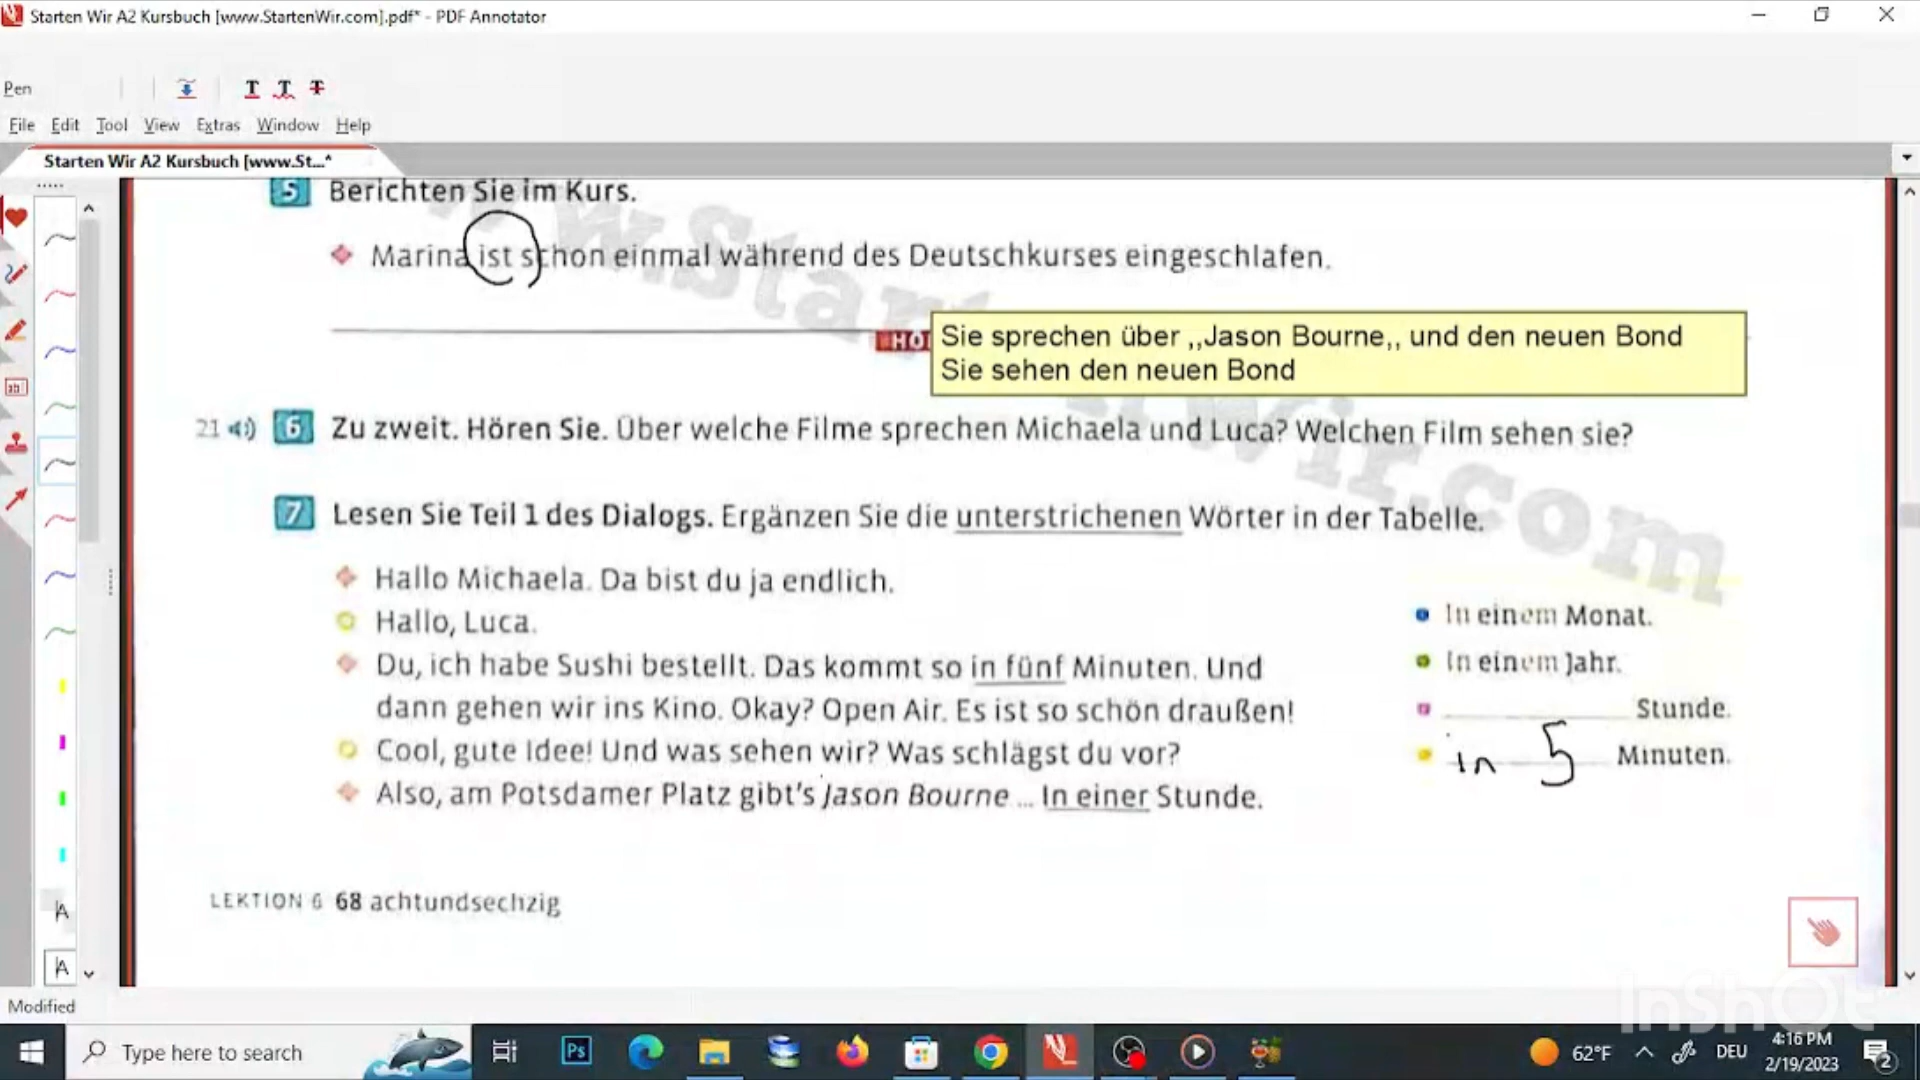 Starten Wir A2 Kursbuch [www.StartenWir.com].pdf* - PDF Annotator
Pen
T T T
File Edit Tool View Extras Window Help
Starten Wir A2 Kursbuch [www.St...*
5 Berichten Sie im Kurs.
Marina ist schon einmal während des Deutschkurses eingeschlafen.
Sie sprechen über ,,Jason Bourne,, und den neuen Bond
Sie sehen den neuen Bond
21 6 Zu zweit. Hören Sie. Über welche Filme sprechen Michaela und Luca? Welchen Film sehen sie?
7 Lesen Sie Teil 1 des Dialogs. Ergänzen Sie die unterstrichenen Wörter in der Tabelle.
Hallo Michaela. Da bist du ja endlich.
Hallo, Luca.
Du, ich habe Sushi bestellt. Das kommt so in fünf Minuten. Und
dann gehen wir ins Kino. Okay? Open Air. Es ist so schön draußen!
Cool, gute Idee! Und was sehen wir? Was schlägst du vor?
Also, am Potsdamer Platz gibt's Jason Bourne ... In einer Stunde.
In einem Monat.
In einem Jahr.
Stunde.
in 5 Minuten.
LEKTION 6 68 achtundsechzig
InShOt
Modified
Type here to search
Ps
62°F
DEU
4:16 PM
2/19/2023
2